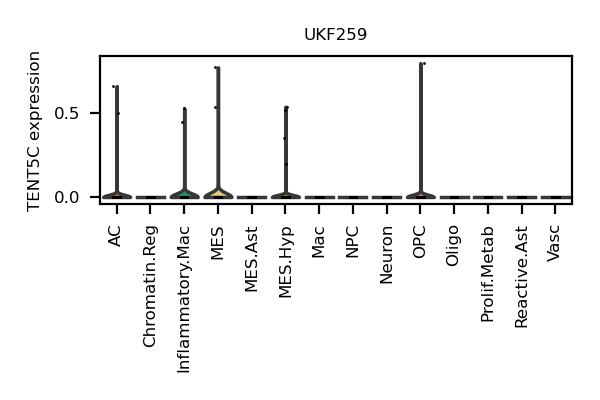 UKF259
TENT5C expression
0.5
0.0
AC
Chromatin.Reg
Inflammatory.Mac
MES
MES.Ast
MES.Hyp
Mac
NPC
Neuron
OPC
Oligo
Prolif.Metab
Reactive.Ast
Vasc